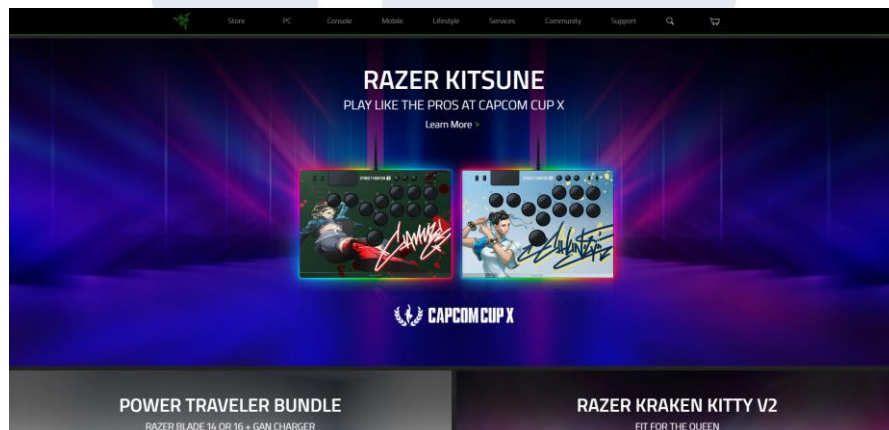 Store PC Console Mobile Lifestyle Services Community Support
RAZER KITSUNE
PLAY LIKE THE PROS AT CAPCOM CUP X
Learn More >
CAPCOM CUP X
POWER TRAVELER BUNDLE
RAZER BLADE 14 OR 16 + GAN CHARGER
RAZER KRAKEN KITTY V2
FIT FOR THE QUEEN